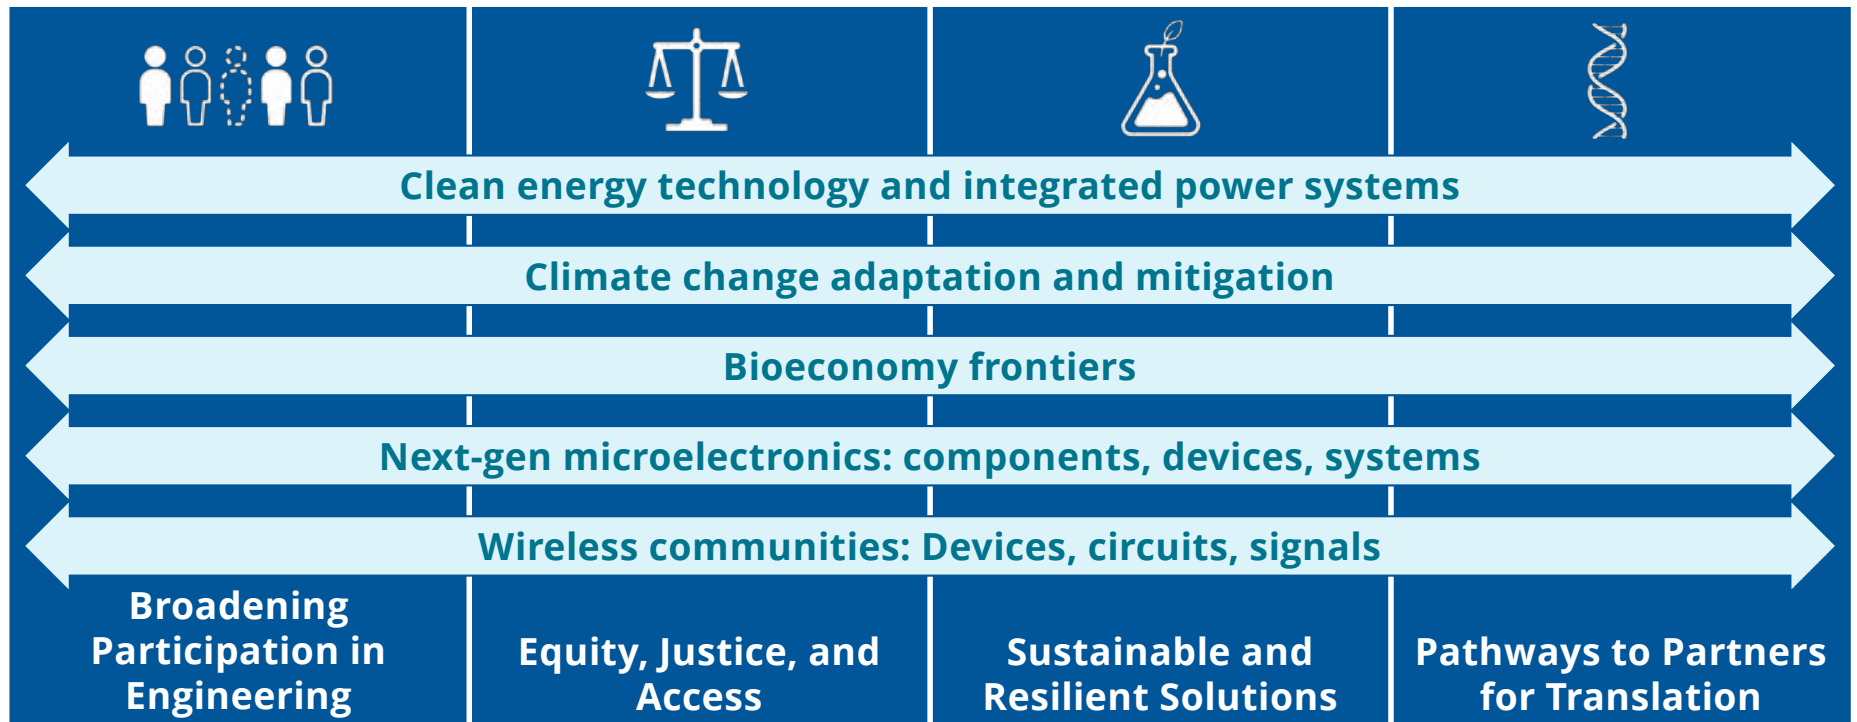 Clean energy technology and integrated power systems
Climate change adaptation and mitigation
Bioeconomy frontiers
Next-gen microelectronics: components, devices, systems
Wireless communities: Devices, circuits, signals
Broadening
Participation in
Engineering
Equity, Justice, and
Access
Sustainable and
Resilient Solutions
Pathways to Partners
for Translation